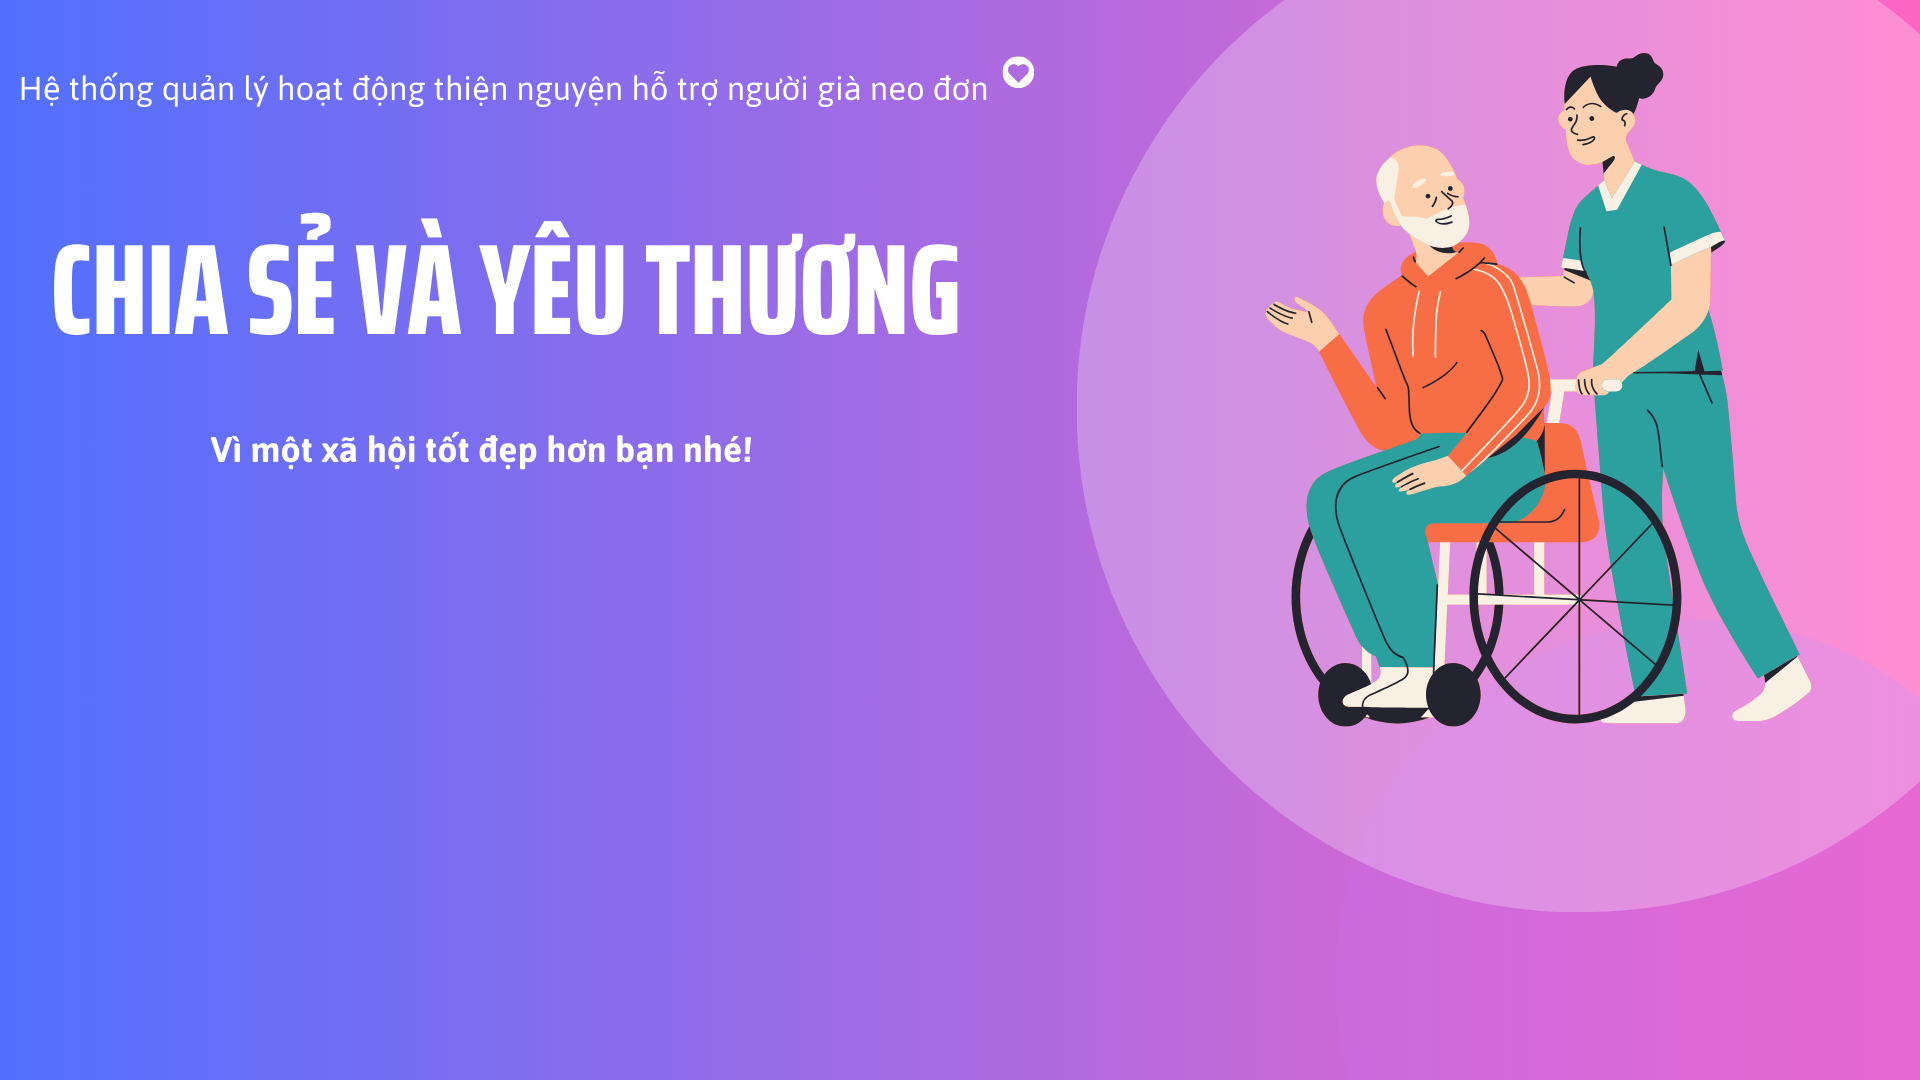 Hệ thống quản lý hoạt động thiện nguyện hỗ trợ người già neo đơn
CHIA SẺ VÀ YÊU THƯƠNG
Vì một xã hội tốt đẹp hơn bạn nhé!